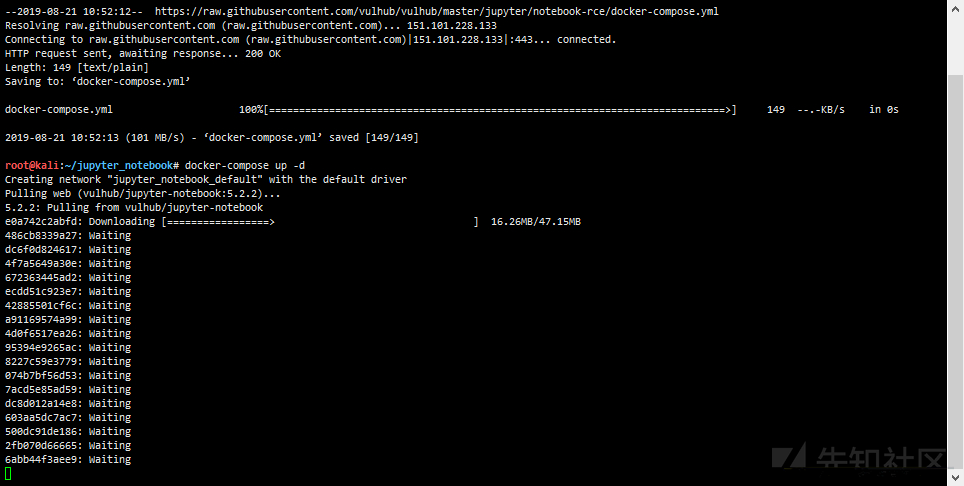 --2019-08-21 10:52:12--  https://raw.githubusercontent.com/vulhub/vulhub/master/jupyter/notebook-rce/docker-compose.yml
Resolving raw.githubusercontent.com (raw.githubusercontent.com)... 151.101.228.133
Connecting to raw.githubusercontent.com (raw.githubusercontent.com)|151.101.228.133|:443... connected.
HTTP request sent, awaiting response... 200 OK
Length: 149 [text/plain]
Saving to: ‘docker-compose.yml’
docker-compose.yml                     100%[============================================================================>]     149  --.-KB/s    in 0s
2019-08-21 10:52:13 (101 MB/s) - ‘docker-compose.yml’ saved [149/149]
root@kali:~/jupyter_notebook# docker-compose up -d
Creating network "jupyter_notebook_default" with the default driver
Pulling web (vulhub/jupyter-notebook:5.2.2)...
5.2.2: Pulling from vulhub/jupyter-notebook
e0a742c2abfd: Downloading [=================>                                 ]  16.26MB/47.15MB
486cb8339a27: Waiting
dc6f0d824617: Waiting
4f7a5649a30e: Waiting
672363445ad2: Waiting
ecdd51c923e7: Waiting
42885501cf6c: Waiting
a91169574a99: Waiting
4d0f6517ea26: Waiting
95394e9265ac: Waiting
8227c59e3779: Waiting
074b7bf56d53: Waiting
7acd5e85ad59: Waiting
dc8d012a14e8: Waiting
603aa5dc7ac7: Waiting
500dc91de186: Waiting
2fb070d66665: Waiting
6abb44f3aee9: Waiting
先知社区